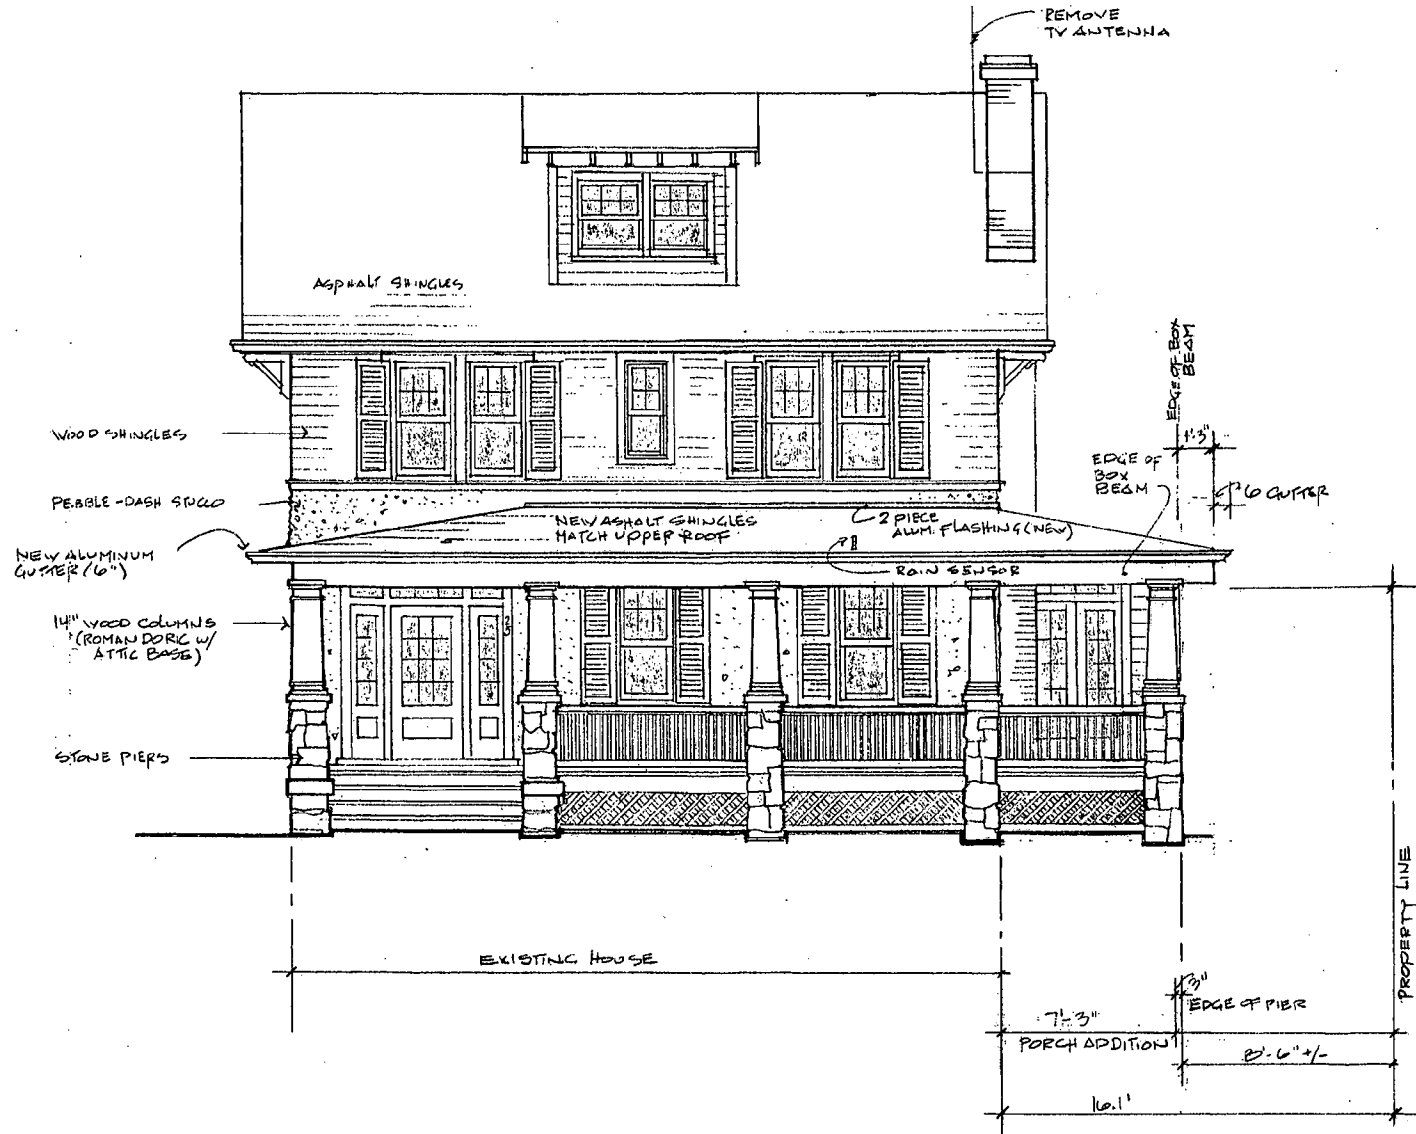 REMOVE
TV ANTENNA
ASPHALT SHINGLES
EDGE OF BOX
BEAM
1'-3"
WOOD SHINGLES
EDGE OF
BOX
BEAM
6 GUTTER
PEBBLE-DASH STUCCO
NEW ASHALT SHINGLES
MATCH UPPER ROOF
2 PIECE
ALUM. FLASHING (NEW)
NEW ALUMINUM
GUTTER (6")
RAIN SENSOR
14" WOOD COLUMNS
(ROMAN DORIC W/
ATTIC BASE)
STONE PIERS
PROPERTY LINE
EXISTING HOUSE
3"
EDGE OF PIER
7'-3"
PORCH ADDITION
8'-6" +/-
16.1'